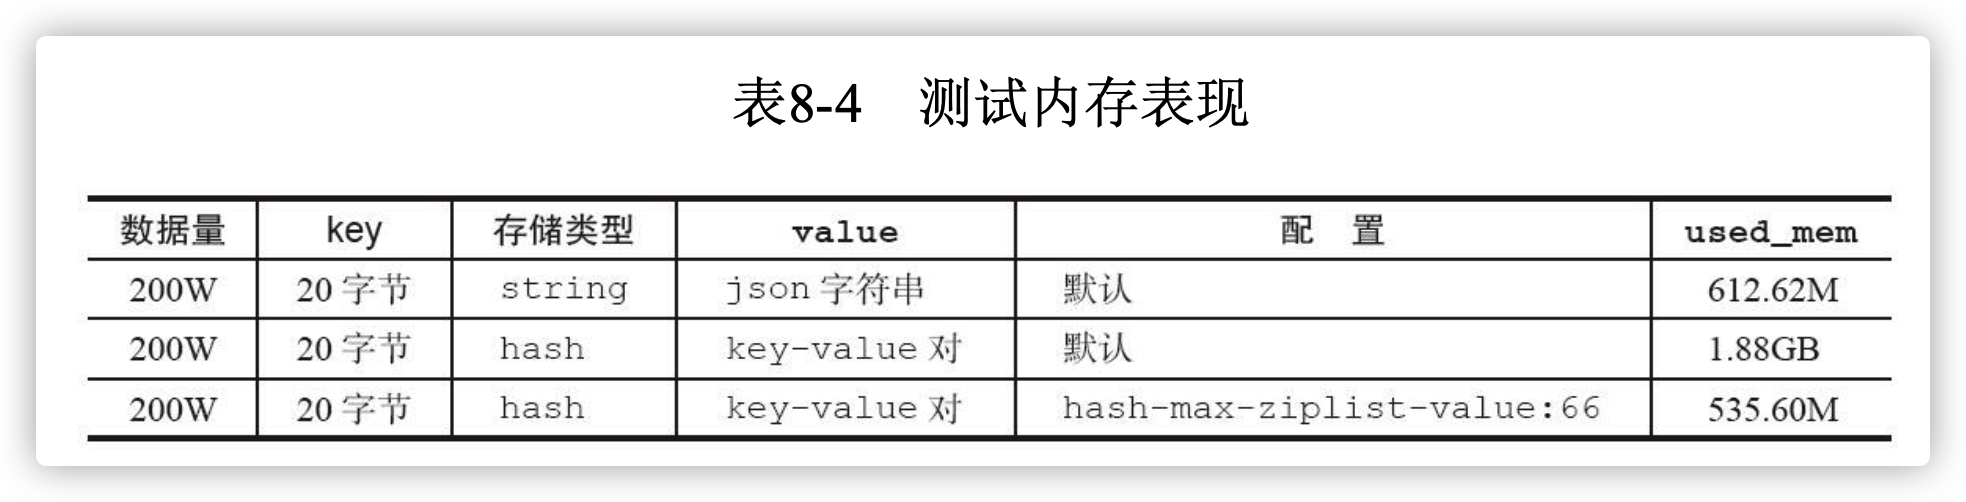 表8-4 测试内存表现
数据量 key 存储类型 value 配 置 used_mem
200W 20 字节 string json 字符串 默认 612.62M
200W 20 字节 hash key-value 对 默认 1.88GB
200W 20 字节 hash key-value 对 hash-max-ziplist-value:66 535.60M